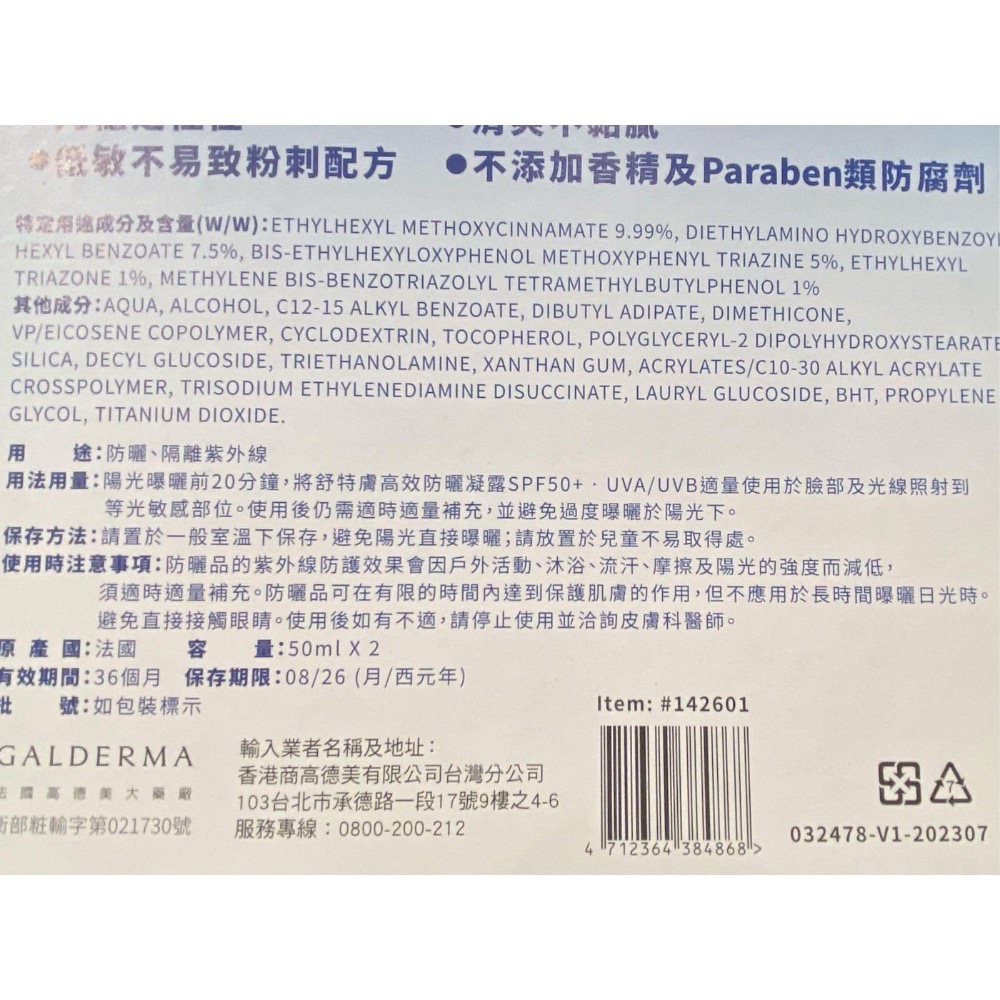 ●清爽不黏膩
●低敏不易致粉刺配方 ●不添加香精及Paraben類防腐劑
特定用途成分及含量(W/W):ETHYLHEXYL METHOXYCINNAMATE 9.99%, DIETHYLAMINO HYDROXYBENZOYL
HEXYL BENZOATE 7.5%, BIS-ETHYLHEXYLOXYPHENOL METHOXYPHENYL TRIAZINE 5%, ETHYLHEXYL
TRIAZONE 1%, METHYLENE BIS-BENZOTRIAZOLYL TETRAMETHYLBUTYLPHENOL 1%
其他成分:AQUA, ALCOHOL, C12-15 ALKYL BENZOATE, DIBUTYL ADIPATE, DIMETHICONE,
VP/EICOSENE COPOLYMER, CYCLODEXTRIN, TOCOPHEROL, POLYGLYCERYL-2 DIPOLYHYDROXYSTEARATE
SILICA, DECYL GLUCOSIDE, TRIETHANOLAMINE, XANTHAN GUM, ACRYLATES/C10-30 ALKYL ACRYLATE
CROSSPOLYMER, TRISODIUM ETHYLENEDIAMINE DISUCCINATE, LAURYL GLUCOSIDE, BHT, PROPYLENE
GLYCOL, TITANIUM DIOXIDE.
用 途:防曬、隔離紫外線
用法用量:陽光曝曬前20分鐘,將舒特膚高效防曬凝露SPF50+‧UVA/UVB適量使用於臉部及光線照射到
等光敏感部位。使用後仍需適時適量補充,並避免過度曝曬於陽光下。
保存方法:請置於一般室溫下保存,避免陽光直接曝曬;請放置於兒童不易取得處。
使用時注意事項:防曬品的紫外線防護效果會因戶外活動、沐浴、流汗、摩擦及陽光的強度而減低,
須適時適量補充。防曬品可在有限的時間內達到保護肌膚的作用,但不應用於長時間曝曬日光時。
避免直接接觸眼睛。使用後如有不適,請停止使用並洽詢皮膚科醫師。
原 產 國:法國 容 量:50ml X 2
有效期間:36個月 保存期限:08/26 (月/西元年)
批 號:如包裝標示
Item: #142601
GALDERMA
法國高德美大藥廠
衛部粧輸字第021730號
輸入業者名稱及地址:
香港商高德美有限公司台灣分公司
103台北市承德路一段17號9樓之4-6
服務專線:0800-200-212
4 712364 384868>
7
032478-V1-202307